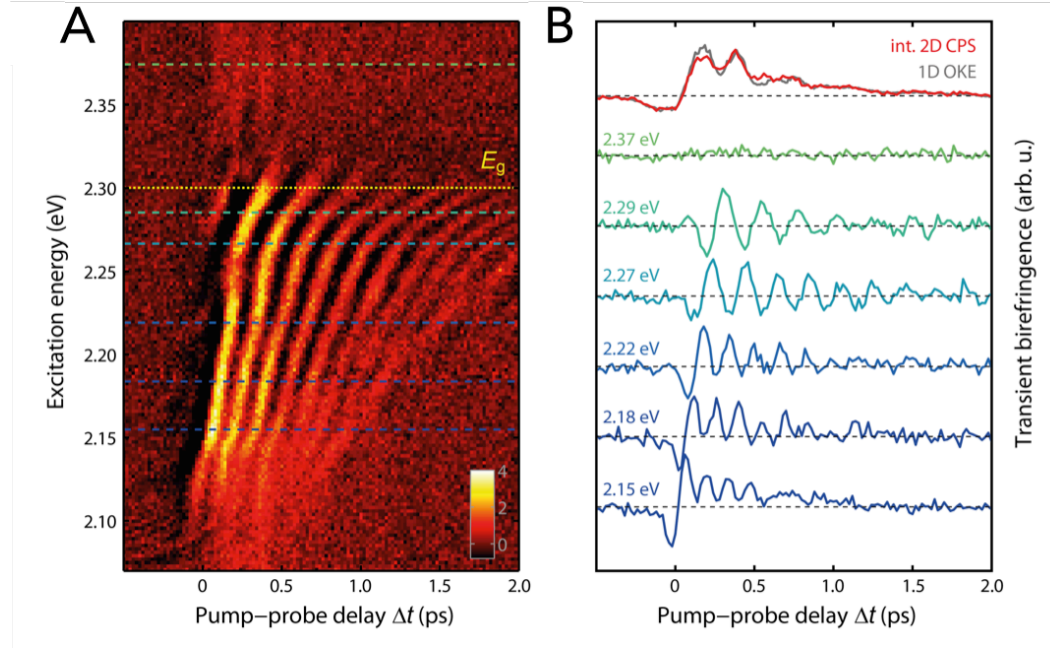 A
Excitation energy (eV)
2.35
2.30
2.25
2.20
2.15
2.10
E_g
4
2
0
0
0.5
1.0
1.5
2.0
Pump–probe delay Δt (ps)
B
int. 2D CPS
1D OKE
2.37 eV
2.29 eV
2.27 eV
2.22 eV
2.18 eV
2.15 eV
0
0.5
1.0
1.5
2.0
Pump–probe delay Δt (ps)
Transient birefringence (arb. u.)